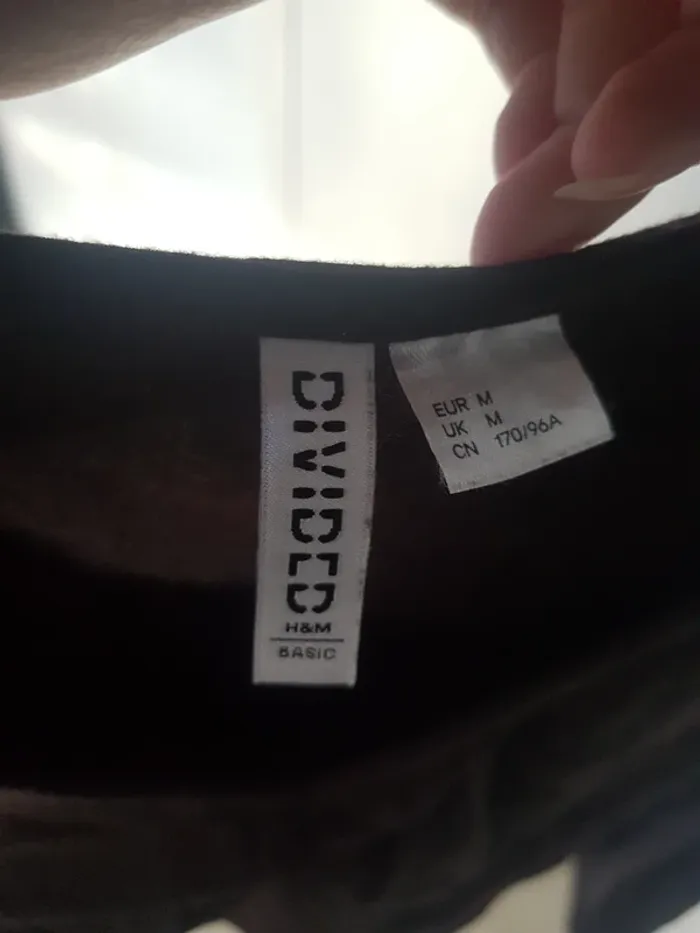 DIVIDED
H&M
BASIC
EUR M
UK M
CN 170/96A